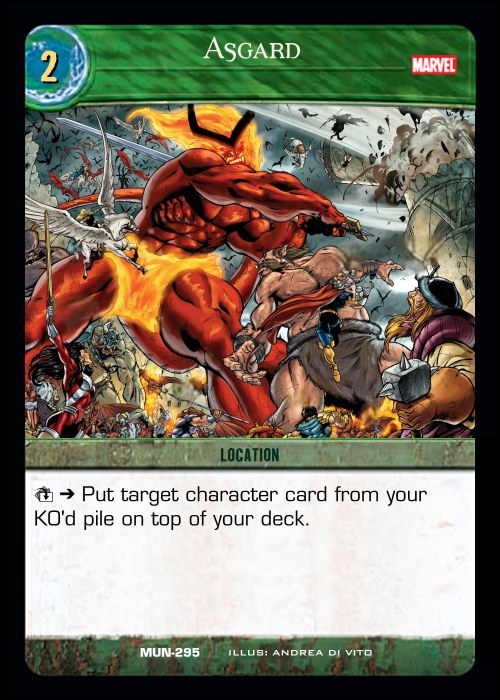 Asgard
2
MARVEL
LOCATION
➔ Put target character card from your
KO'd pile on top of your deck.
MUN-295 ILLUS: ANDREA DI VITO